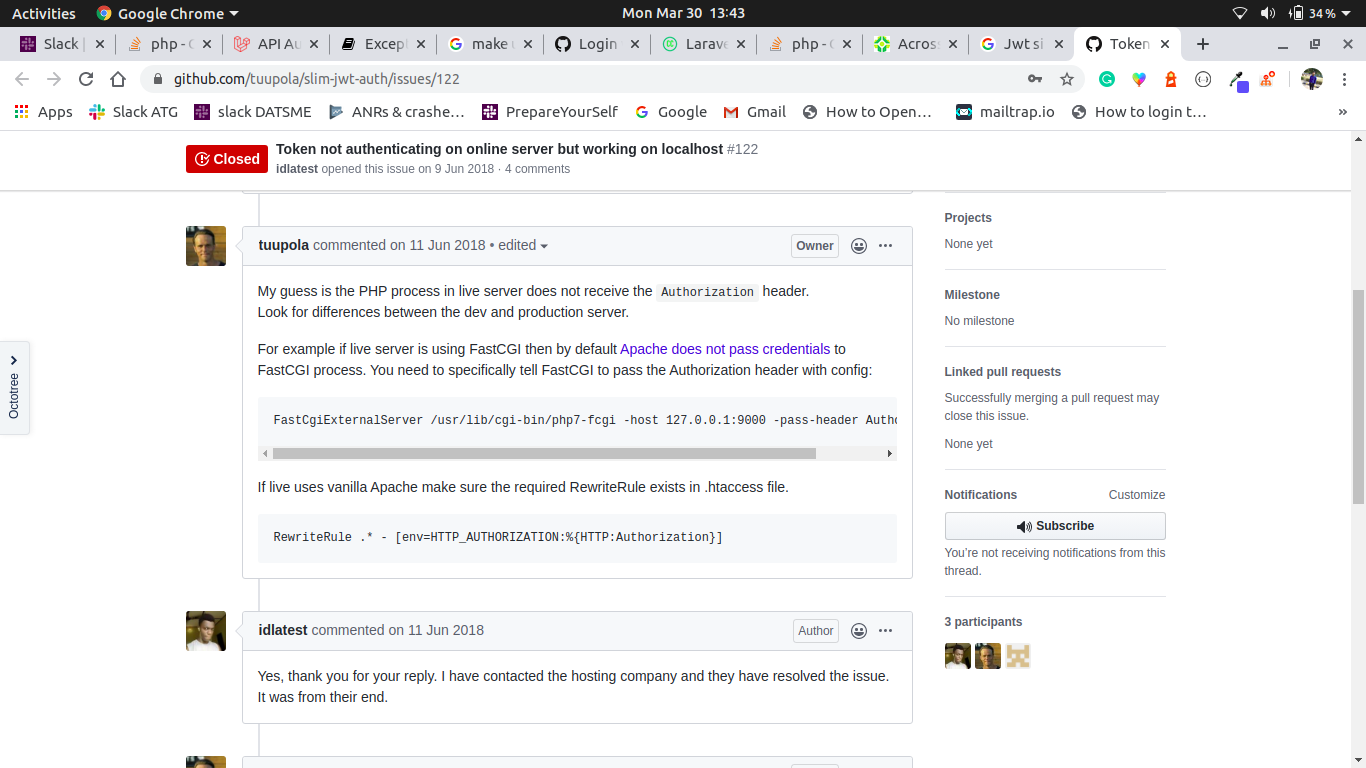 Activities
Google Chrome
Mon Mar 30 13:43
34 %
Slack |
php - C
API Au
Excep
make u
Login
Larave
php - C
Acros
Jwt si
Token
github.com/tuupola/slim-jwt-auth/issues/122
Apps
Slack ATG
slack DATSME
ANRs & crashe…
PrepareYourSelf
Google
Gmail
How to Open…
mailtrap.io
How to login t…
»
Closed
Token not authenticating on online server but working on localhost #122
idlatest opened this issue on 9 Jun 2018 · 4 comments
tuupola commented on 11 Jun 2018 • edited
Owner
My guess is the PHP process in live server does not receive the Authorization header.
Look for differences between the dev and production server.
For example if live server is using FastCGI then by default Apache does not pass credentials to
FastCGI process. You need to specifically tell FastCGI to pass the Authorization header with config:
FastCgiExternalServer /usr/lib/cgi-bin/php7-fcgi -host 127.0.0.1:9000 -pass-header Autho
If live uses vanilla Apache make sure the required RewriteRule exists in .htaccess file.
RewriteRule .* - [env=HTTP_AUTHORIZATION:%{HTTP:Authorization}]
idlatest commented on 11 Jun 2018
Author
Yes, thank you for your reply. I have contacted the hosting company and they have resolved the issue.
It was from their end.
Octotree
Projects
None yet
Milestone
No milestone
Linked pull requests
Successfully merging a pull request may
close this issue.
None yet
Notifications
Customize
Subscribe
You're not receiving notifications from this
thread.
3 participants